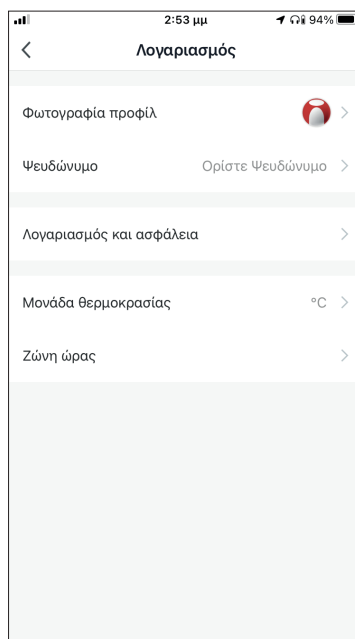 2:53 μμ 94%
Λογαριασμός
Φωτογραφία προφίλ
Ψευδώνυμο Ορίστε Ψευδώνυμο
Λογαριασμός και ασφάλεια
Μονάδα θερμοκρασίας °C
Ζώνη ώρας